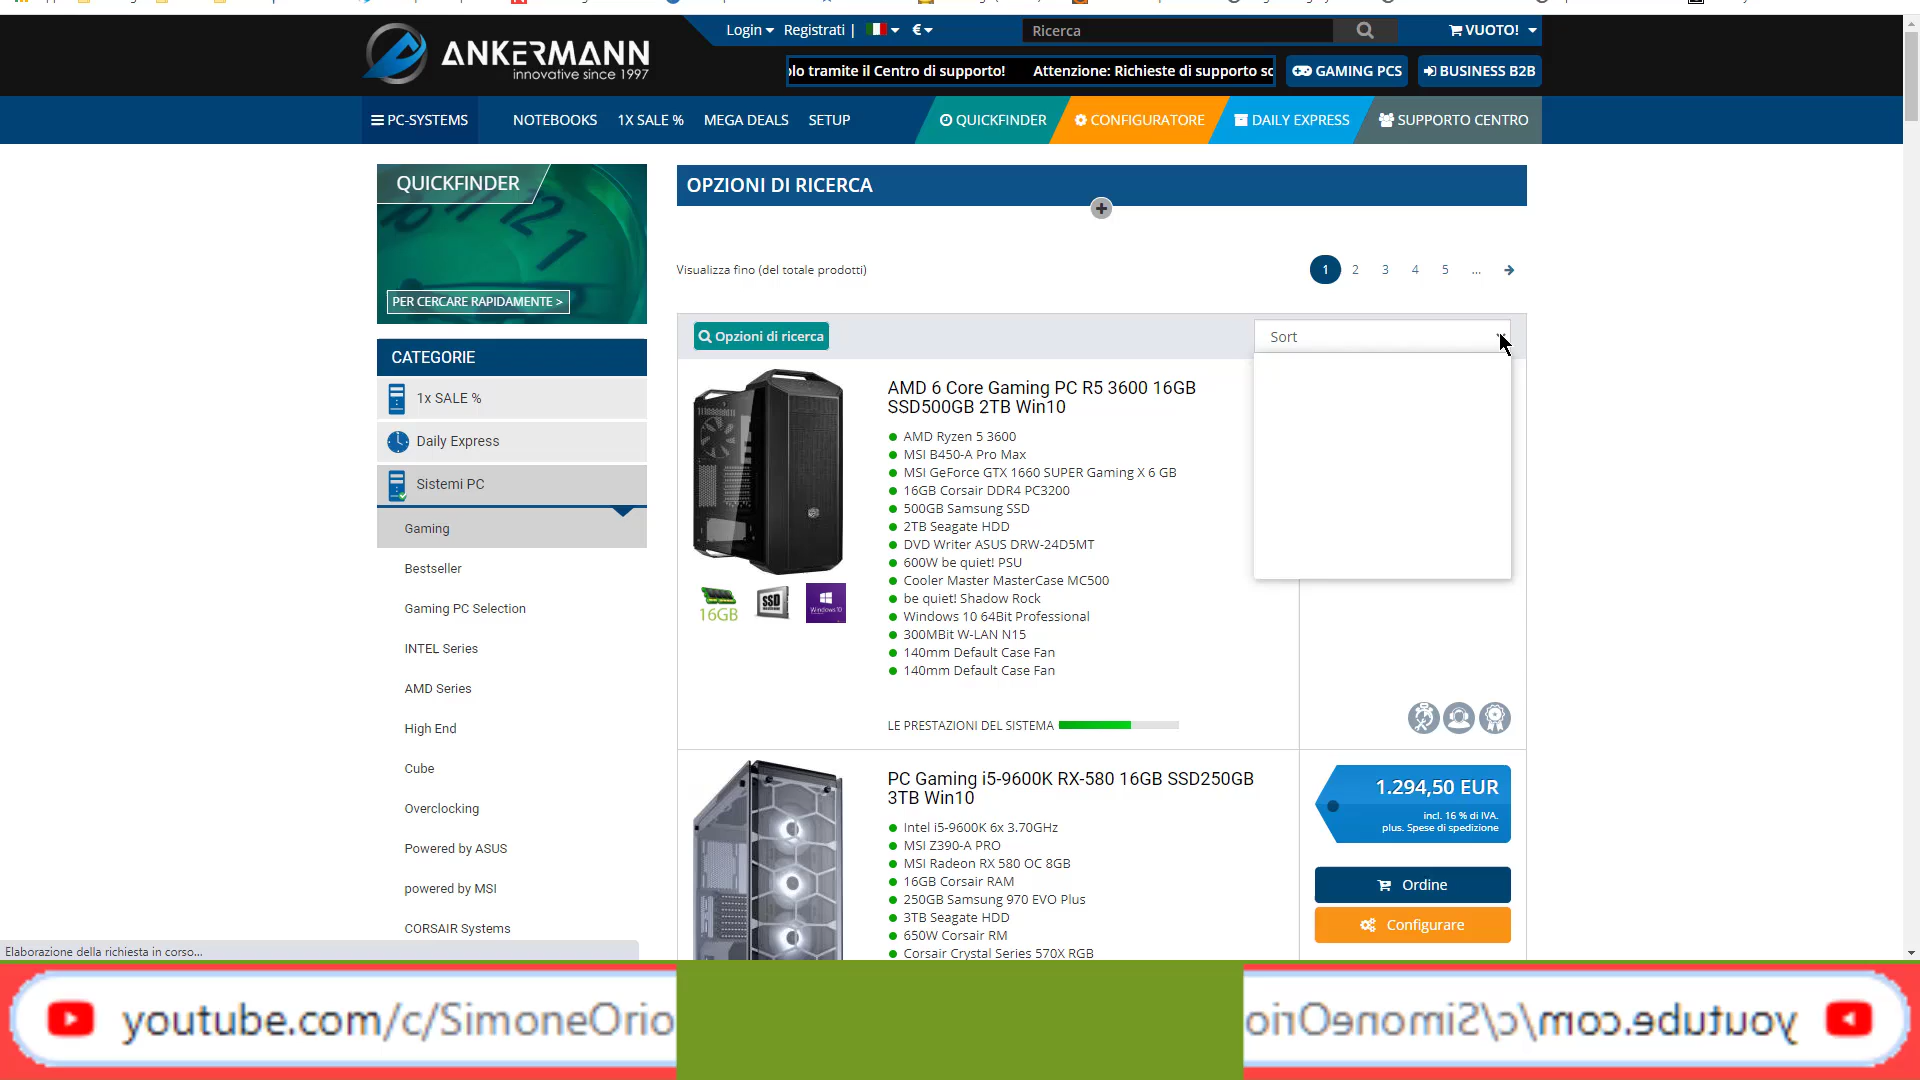 Login Registrati | € Ricerca VUOTO!
ANKERMANN
innovative since 1997
olo tramite il Centro di supporto! Attenzione: Richieste di supporto so
GAMING PCS BUSINESS B2B
PC-SYSTEMS NOTEBOOKS 1X SALE % MEGA DEALS SETUP QUICKFINDER CONFIGURATORE DAILY EXPRESS SUPPORTO CENTRO
QUICKFINDER
PER CERCARE RAPIDAMENTE >
CATEGORIE
1x SALE %
Daily Express
Sistemi PC
Gaming
Bestseller
Gaming PC Selection
INTEL Series
AMD Series
High End
Cube
Overclocking
Powered by ASUS
powered by MSI
CORSAIR Systems
OPZIONI DI RICERCA
Visualizza fino (del totale prodotti)
1 2 3 4 5 ...
Opzioni di ricerca
Sort
AMD 6 Core Gaming PC R5 3600 16GB
SSD500GB 2TB Win10
AMD Ryzen 5 3600
MSI B450-A Pro Max
MSI GeForce GTX 1660 SUPER Gaming X 6 GB
16GB Corsair DDR4 PC3200
500GB Samsung SSD
2TB Seagate HDD
DVD Writer ASUS DRW-24D5MT
600W be quiet! PSU
Cooler Master MasterCase MC500
be quiet! Shadow Rock
Windows 10 64Bit Professional
300MBit W-LAN N15
140mm Default Case Fan
140mm Default Case Fan
16GB
SSD
Windows 10
LE PRESTAZIONI DEL SISTEMA
PC Gaming i5-9600K RX-580 16GB SSD250GB
3TB Win10
Intel i5-9600K 6x 3.70GHz
MSI Z390-A PRO
MSI Radeon RX 580 OC 8GB
16GB Corsair RAM
250GB Samsung 970 EVO Plus
3TB Seagate HDD
650W Corsair RM
Corsair Crystal Series 570X RGB
1.294,50 EUR
incl. 16 % di IVA.
plus. Spese di spedizione
Ordine
Configurare
Elaborazione della richiesta in corso...
youtube.com/c/SimoneOrio
youtube.com/c/SimoneOrio